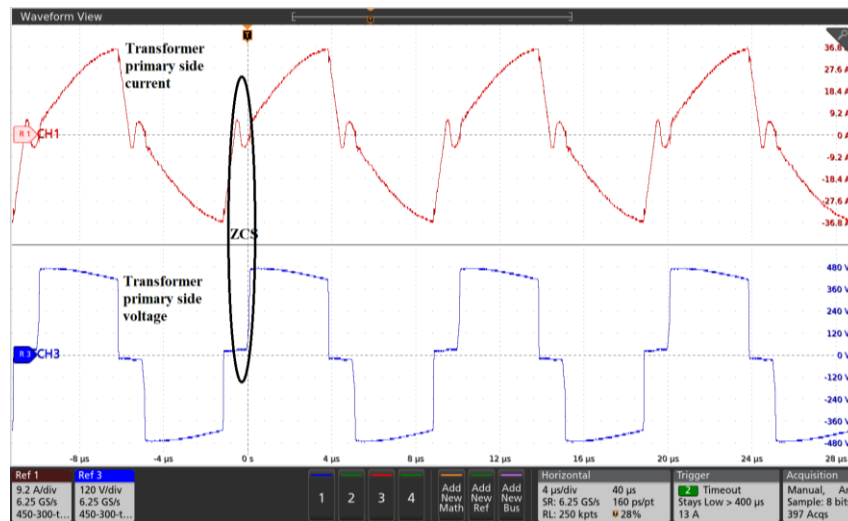 Waveform View
Transformer
primary side
current
36.8 A
27.6 A
18.4 A
9.2 A
0 A
-9.2 A
-18.4 A
-27.6 A
-36.8 A
R 1 CH1
ZCS
Transformer
primary side
voltage
480 V
360 V
240 V
120 V
0 V
-120 V
-240 V
-360 V
-480 V
R 3 CH3
-8 µs -4 µs 0 s 4 µs 8 µs 12 µs 16 µs 20 µs 24 µs 28 µs
Ref 1
9.2 A/div
6.25 GS/s
450-300-t...
Ref 3
120 V/div
6.25 GS/s
450-300-t...
1 2 3 4
Add New Math
Add New Ref
Add New Bus
Horizontal
4 µs/div 40 µs
SR: 6.25 GS/s 160 ps/pt
RL: 250 kpts 28%
Trigger
2 Timeout
Stays Low > 400 µs
13 A
Acquisition
Manual,
Sample: 8 bit
397 Acqs